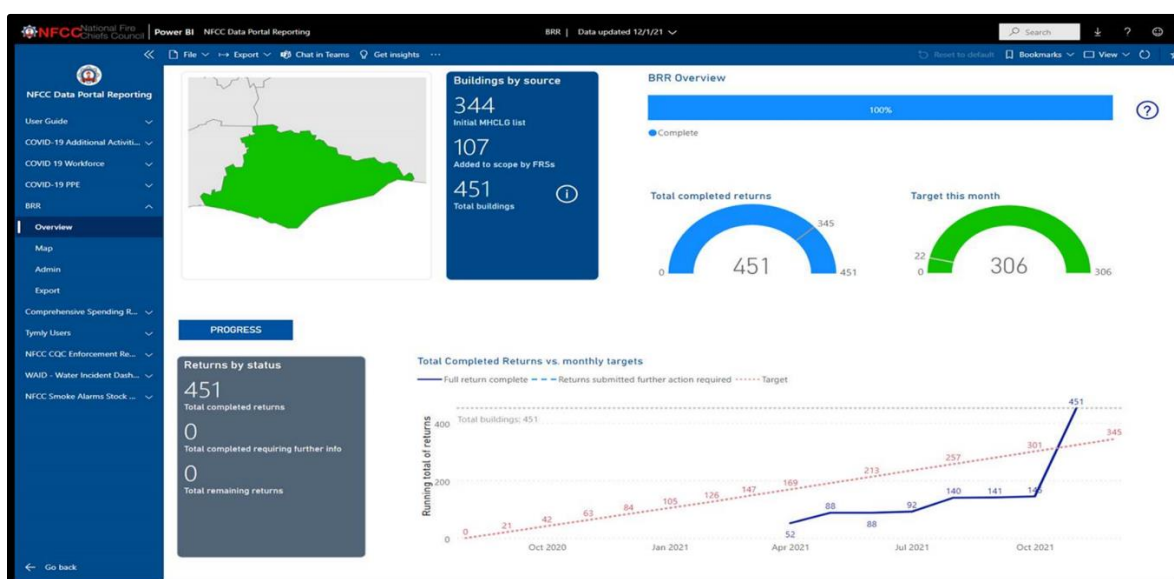 NFCC National Fire Chiefs Council Power BI NFCC Data Portal Reporting BRR | Data updated 12/1/21 Search ?
File Export Chat in Teams Get insights ... Reset to default Bookmarks View
NFCC Data Portal Reporting
User Guide
COVID-19 Additional Activiti...
COVID 19 Workforce
COVID-19 PPE
BRR
Overview
Map
Admin
Export
Comprehensive Spending R...
Tymly Users
NFCC CQC Enforcement Re...
WAID - Water Incident Dash...
NFCC Smoke Alarms Stock ...
Go back
Buildings by source
344
Initial MHCLG list
107
Added to scope by FRSs
451
Total buildings
i
BRR Overview
100%
?
Complete
Total completed returns
345
0 451 451
Target this month
22
0 306 306
PROGRESS
Returns by status
451
Total completed returns
0
Total completed requiring further info
0
Total remaining returns
Total Completed Returns vs. monthly targets
Full return complete Returns submitted further action required Target
Running total of returns
400
200
0
Total buildings: 451
0 21 42 63 84 105 126 147 169 213 257 301 345
52 88 88 92 140 141 451
Oct 2020 Jan 2021 Apr 2021 Jul 2021 Oct 2021